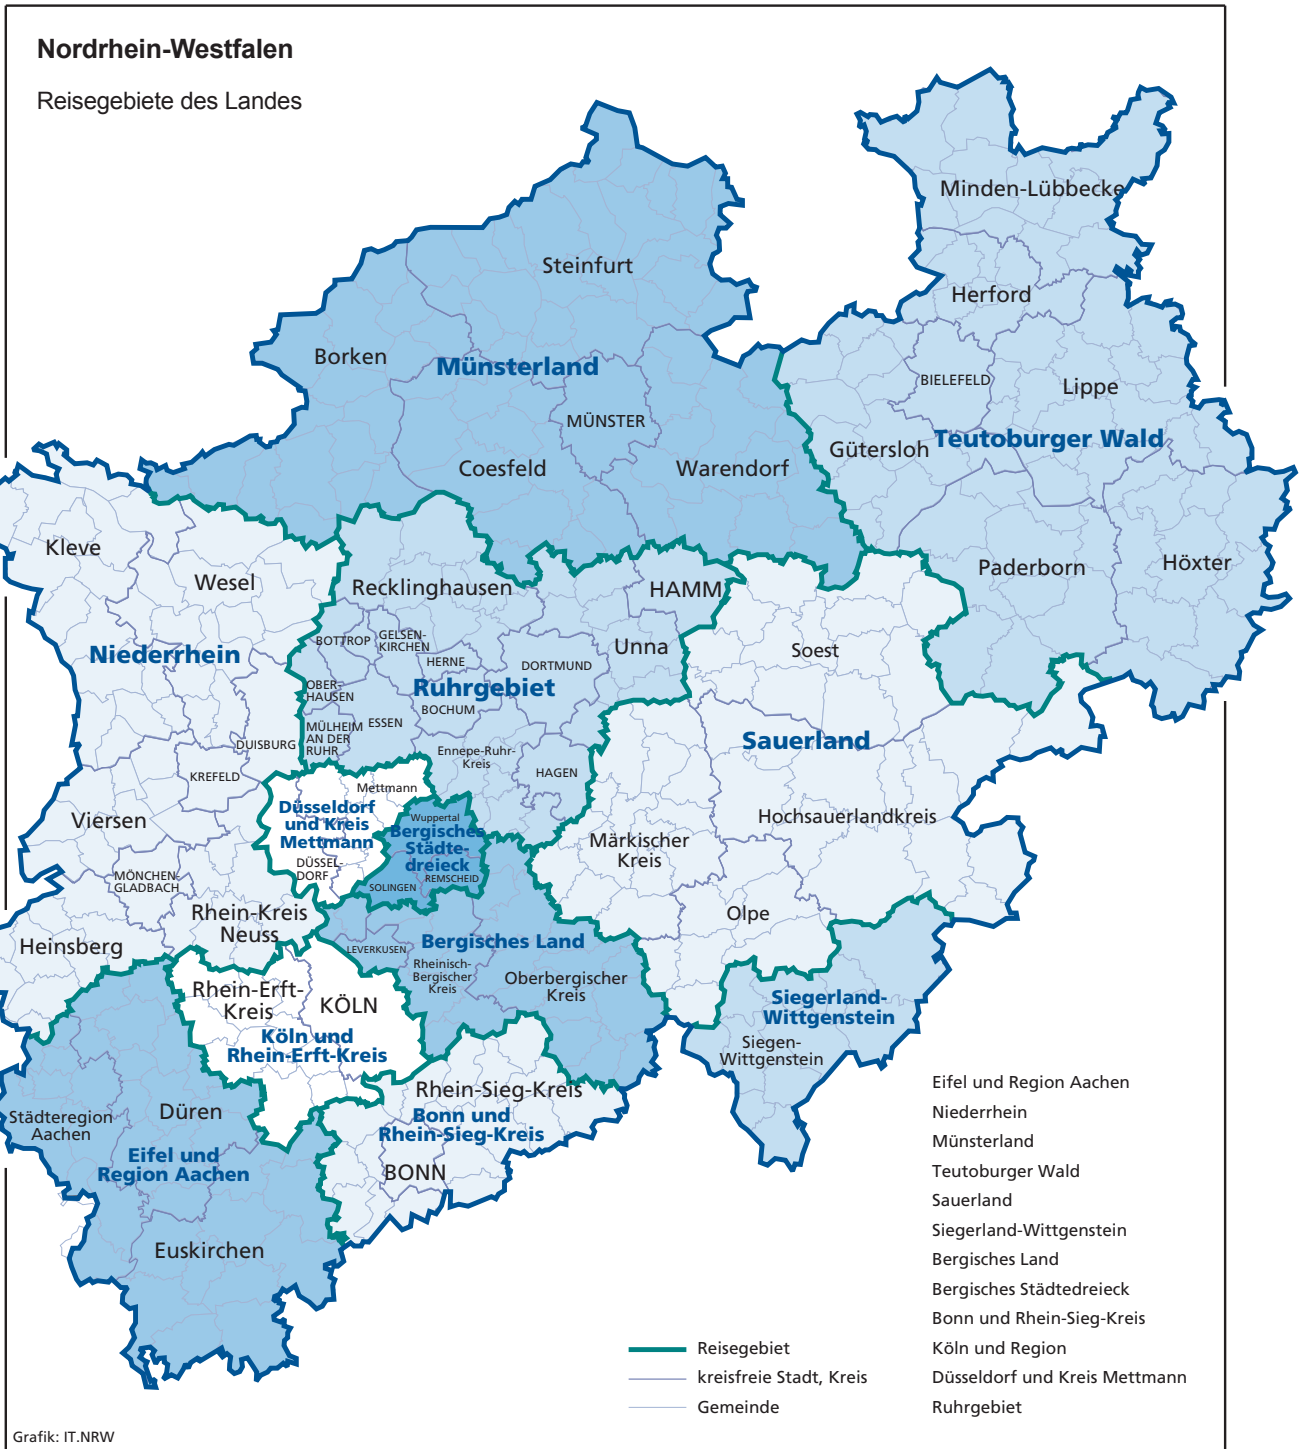 Nordrhein-Westfalen
Reisegebiete des Landes
Minden-Lübbecke
Steinfurt
Herford
Borken
Münsterland
BIELEFELD
Lippe
MÜNSTER
Teutoburger Wald
Gütersloh
Coesfeld
Warendorf
Kleve
Wesel
Recklinghausen
HAMM
Paderborn
Höxter
Niederrhein
BOTTROP
GELSEN-
KIRCHEN
HERNE
DORTMUND
Unna
Soest
Ruhrgebiet
OBER-
HAUSEN
BOCHUM
MÜLHEIM
AN DER
RUHR
ESSEN
DUISBURG
Sauerland
Ennepe-Ruhr-
Kreis
HAGEN
KREFELD
Mettmann
Düsseldorf
und Kreis
Mettmann
Viersen
Wuppertal
Bergisches
Städte-
dreieck
Hochsauerlandkreis
Märkischer
Kreis
DÜSSEL-
DORF
MÖNCHEN-
GLADBACH
SOLINGEN
REMSCHEID
Rhein-Kreis
Neuss
Olpe
Heinsberg
LEVERKUSEN
Bergisches Land
Rheinisch-
Bergischer
Kreis
Oberbergischer
Kreis
Rhein-Erft-
Kreis
KÖLN
Köln und
Rhein-Erft-Kreis
Siegerland-
Wittgenstein
Siegen-
Wittgenstein
Rhein-Sieg-Kreis
Bonn und
Rhein-Sieg-Kreis
BONN
Städteregion
Aachen
Düren
Eifel und
Region Aachen
Euskirchen
Eifel und Region Aachen
Niederrhein
Münsterland
Teutoburger Wald
Sauerland
Siegerland-Wittgenstein
Bergisches Land
Bergisches Städtedreieck
Bonn und Rhein-Sieg-Kreis
Köln und Region
Düsseldorf und Kreis Mettmann
Ruhrgebiet
Reisegebiet
kreisfreie Stadt, Kreis
Gemeinde
Grafik: IT.NRW